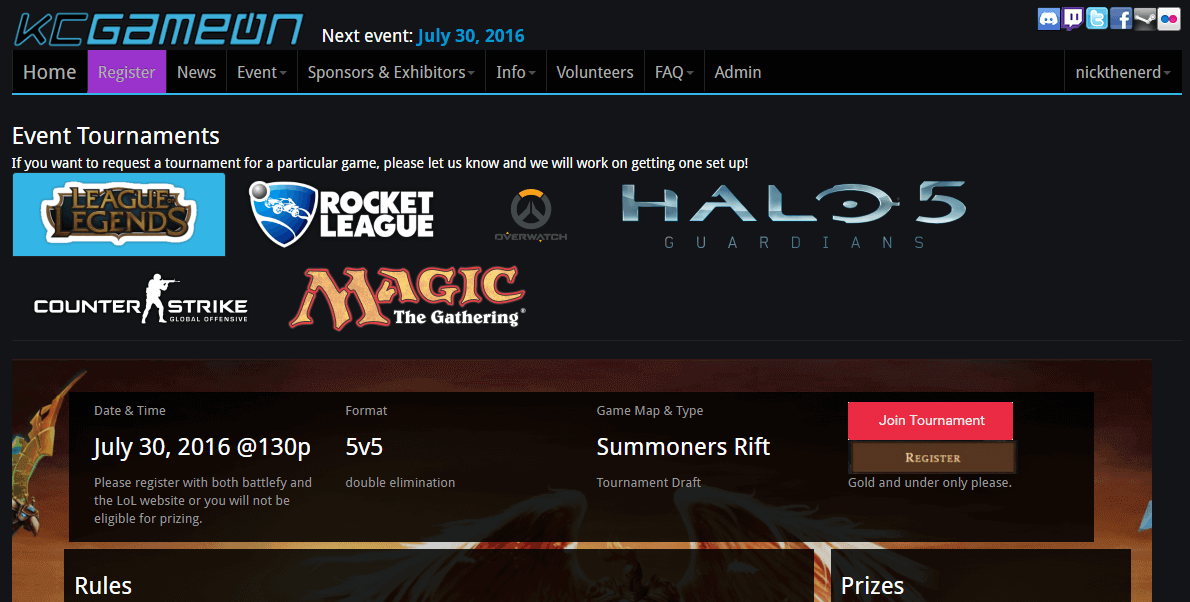 KCGAMEON
Next event: July 30, 2016
Home Register News Event Sponsors & Exhibitors Info Volunteers FAQ Admin nickthenerd
Event Tournaments
If you want to request a tournament for a particular game, please let us know and we will work on getting one set up!
LEAGUE OF
LEGENDS
ROCKET
LEAGUE
OVERWATCH
HALO 5
GUARDIANS
COUNTER STRIKE
GLOBAL OFFENSIVE
MAGIC
The Gathering®
Date & Time
July 30, 2016 @130p
Please register with both battlefy and
the LoL website or you will not be
eligible for prizing.
Format
5v5
double elimination
Game Map & Type
Summoners Rift
Tournament Draft
Join Tournament
REGISTER
Gold and under only please.
Rules
Prizes